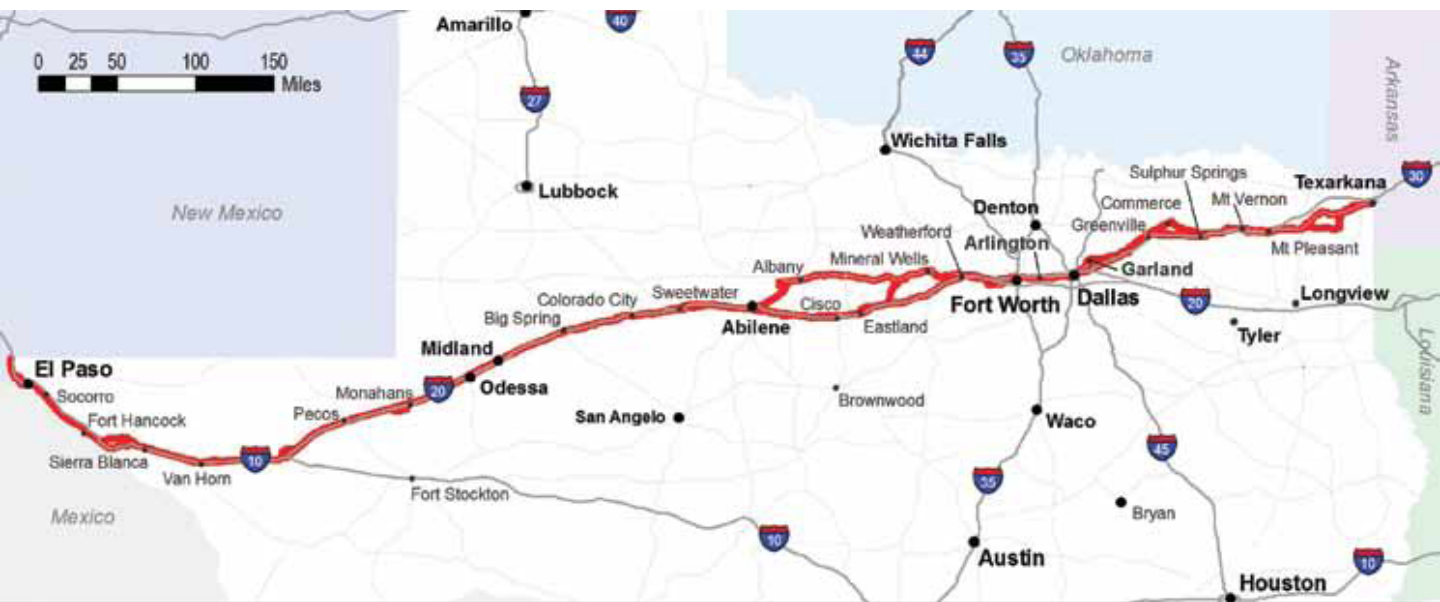 Amarillo
40
44
35
Oklahoma
Arkansas
0 25 50 100 150
Miles
27
Wichita Falls
Lubbock
New Mexico
Sulphur Springs
30
Texarkana
Commerce
Mt Vernon
Denton
Greenville
Weatherford
Arlington
Mt Pleasant
Albany
Mineral Wells
Garland
Sweetwater
Colorado City
Cisco
Fort Worth
Dallas
20
Longview
Big Spring
Abilene
Eastland
Tyler
Midland
El Paso
Odessa
20
Monahans
Louisiana
Socorro
Brownwood
Pecos
San Angelo
Fort Hancock
Waco
Sierra Blanca
10
45
Van Horn
35
Fort Stockton
Mexico
Bryan
10
Austin
10
Houston